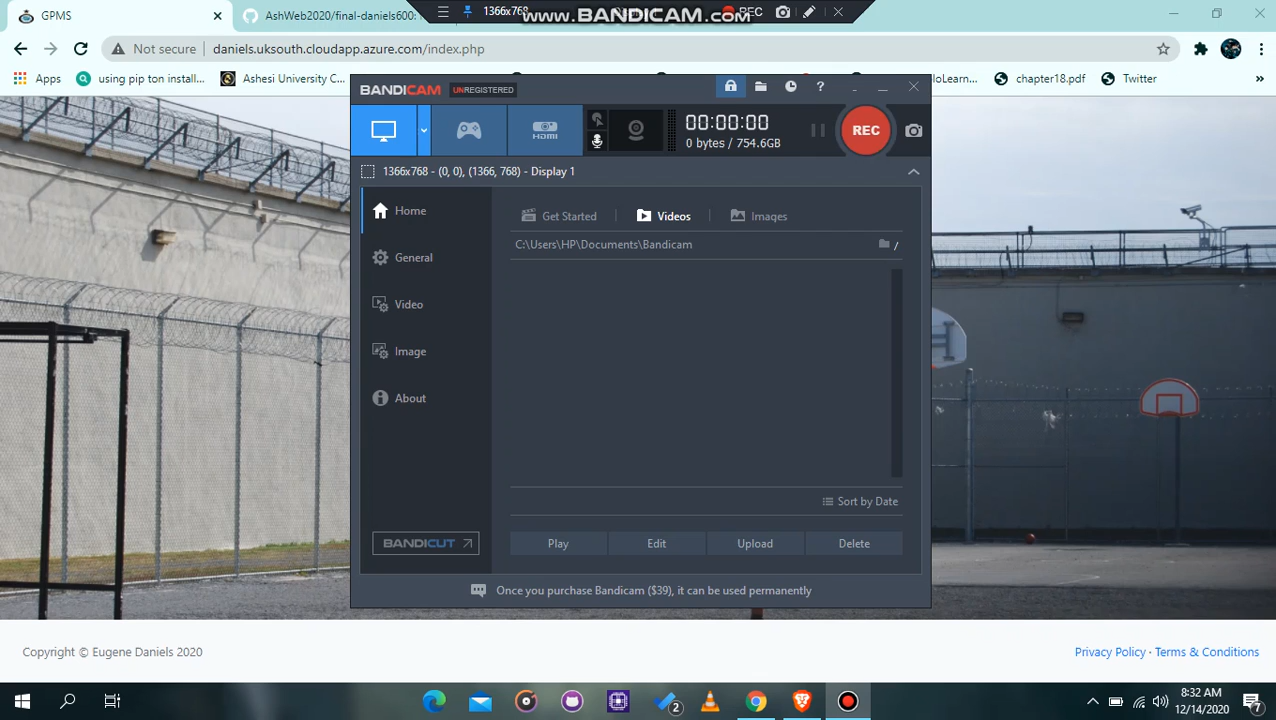 GPMS
AshWeb2020/final-daniels600:
1366x768
REC
www.BANDICAM.com
Not secure
daniels.uksouth.cloudapp.azure.com/index.php
Apps
using pip ton install...
Ashesi University C...
loLearn...
chapter18.pdf
Twitter
»
BANDICAM
UNREGISTERED
?
HDMI
00:00:00
0 bytes / 754.6GB
REC
1366x768 - (0, 0), (1366, 768) - Display 1
Home
General
Video
Image
About
BANDICUT
Get Started
Videos
Images
C:\Users\HP\Documents\Bandicam
/
Sort by Date
Play
Edit
Upload
Delete
Once you purchase Bandicam ($39), it can be used permanently
Copyright © Eugene Daniels 2020
Privacy Policy · Terms & Conditions
2
8:32 AM
12/14/2020
7